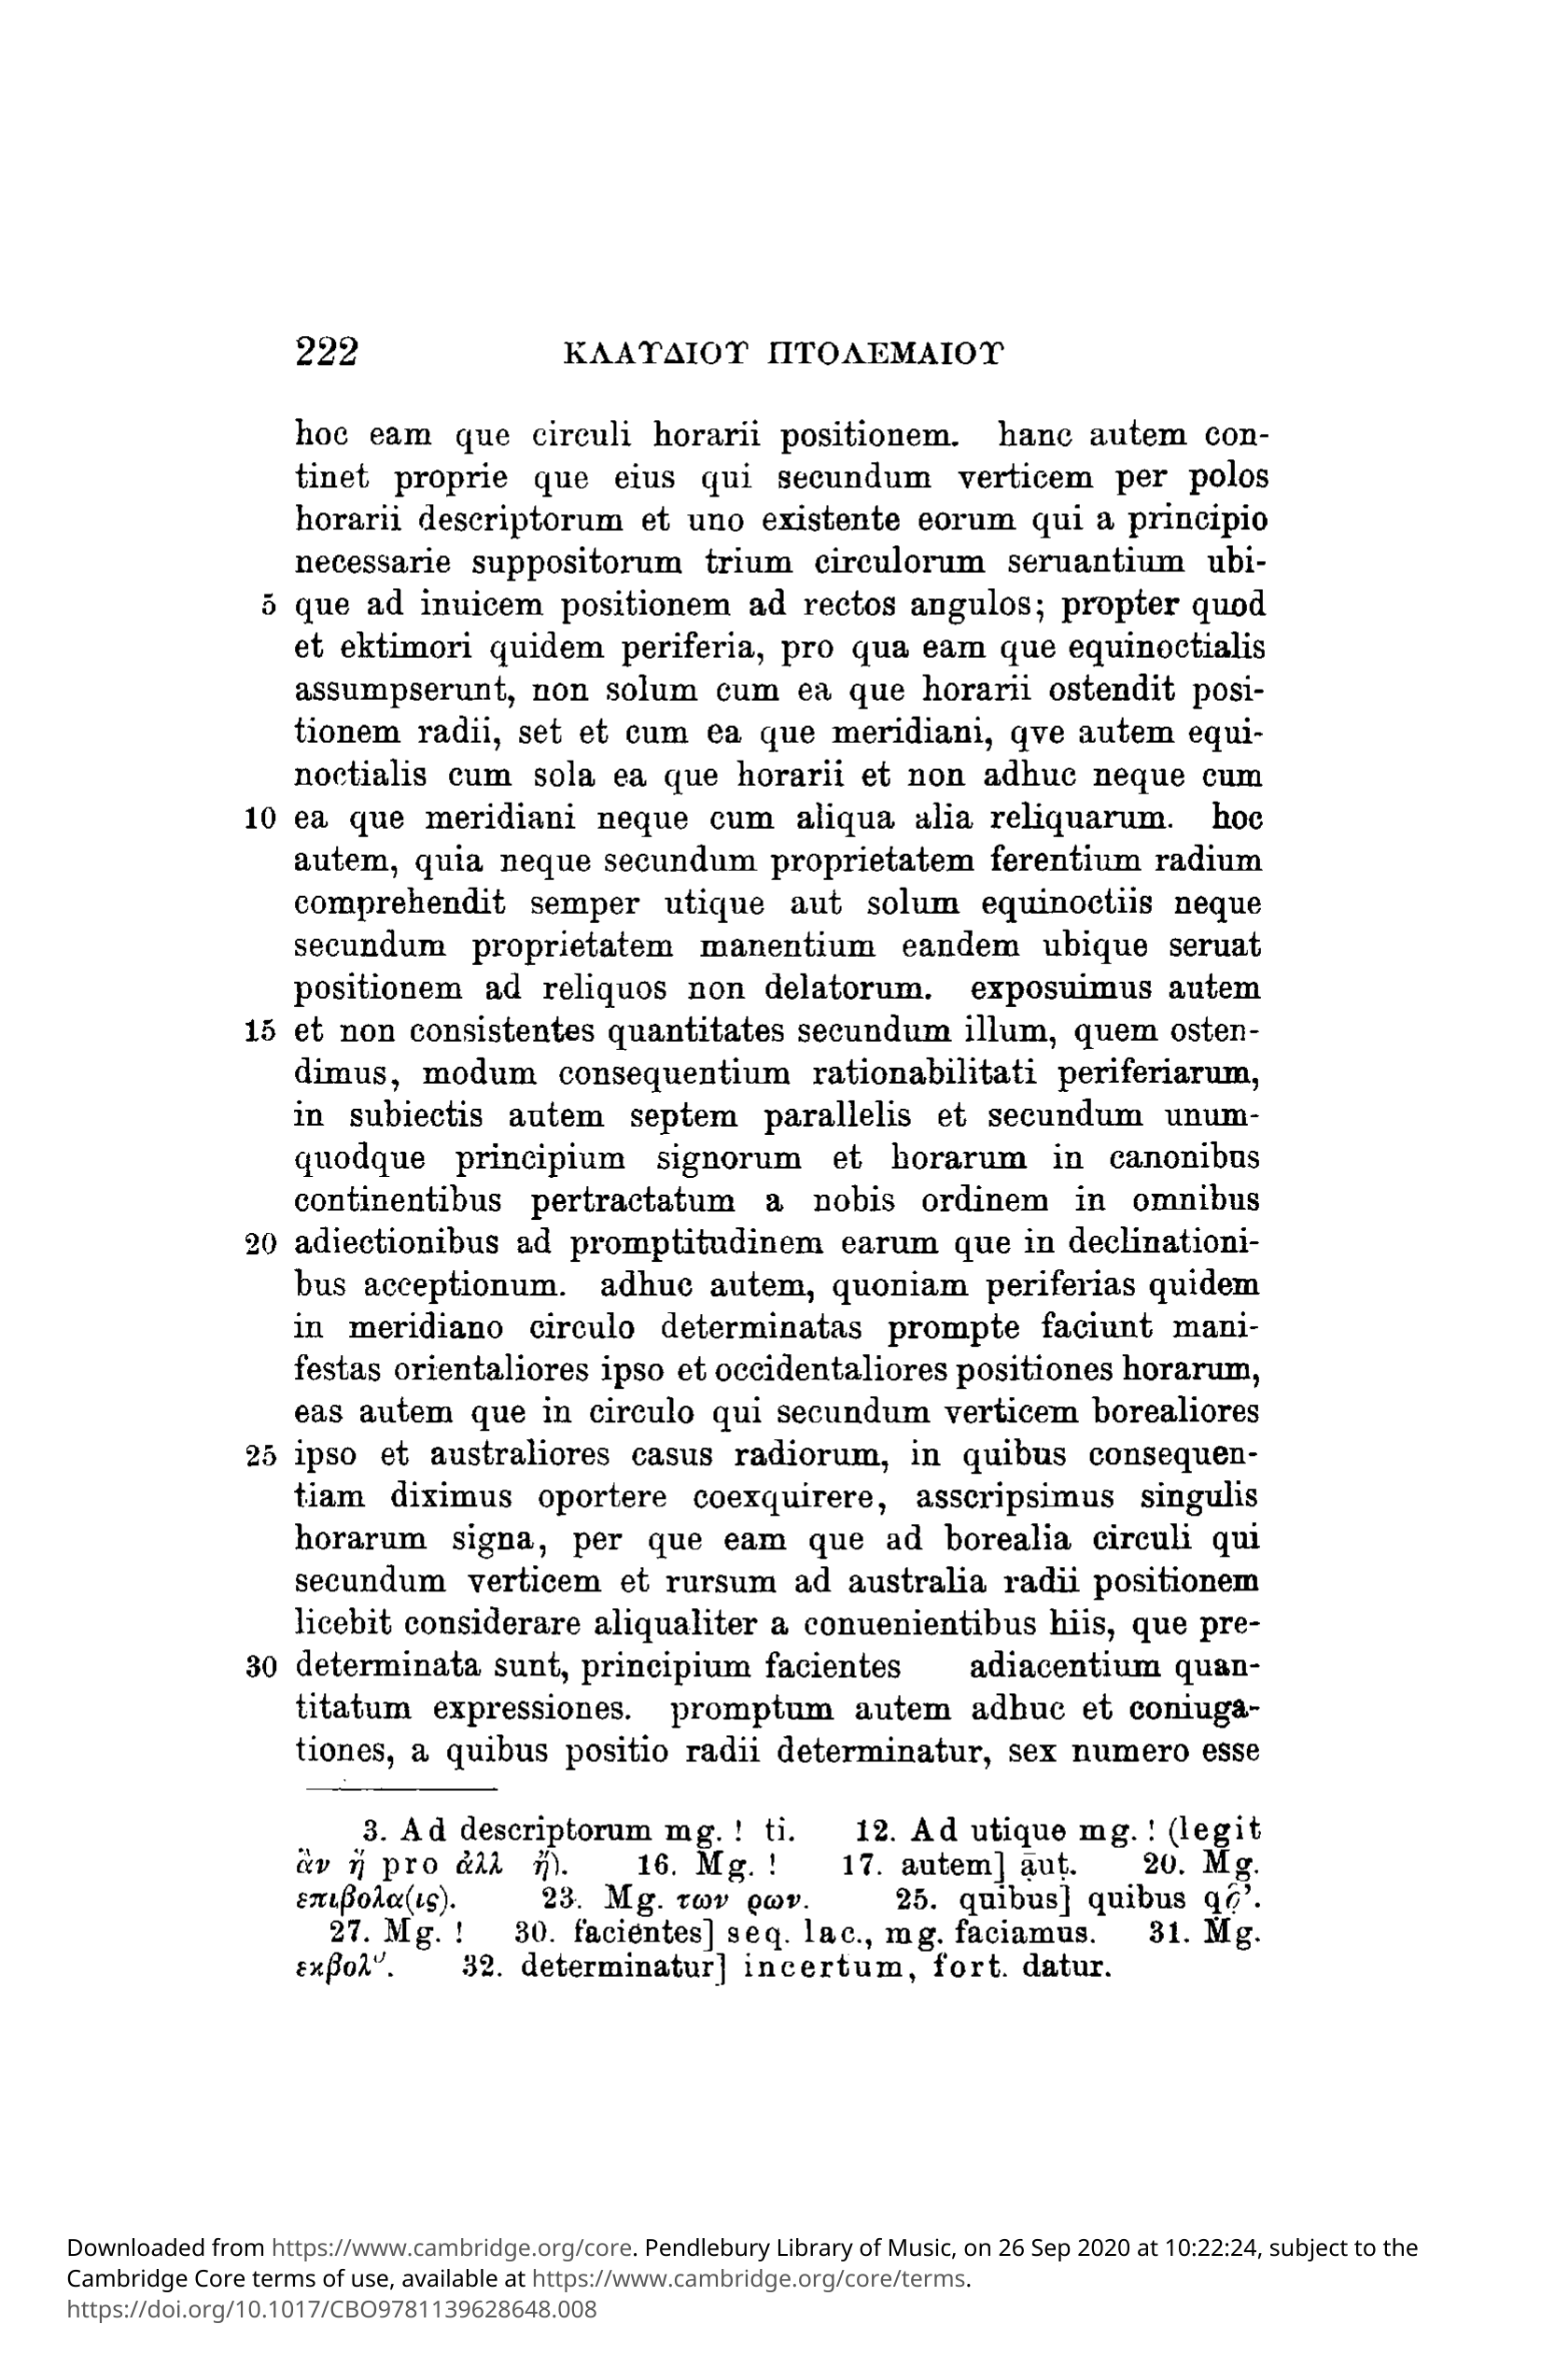 222 ΚΛΑΥΔΙΟΥ ΠΤΟΛΕΜΑΙΟΥ
hoc eam que circuli horarii positionem. hanc autem con-
tinet proprie que eius qui secundum verticem per polos
horarii descriptorum et uno existente eorum qui a principio
necessarie suppositorum trium circulorum seruantium ubi-
5 que ad inuicem positionem ad rectos angulos; propter quod
et ektimori quidem periferia, pro qua eam que equinoctialis
assumpserunt, non solum cum ea que horarii ostendit posi-
tionem radii, set et cum ea que meridiani, qve autem equi-
noctialis cum sola ea que horarii et non adhuc neque cum
10 ea que meridiani neque cum aliqua alia reliquarum. hoc
autem, quia neque secundum proprietatem ferentium radium
comprehendit semper utique aut solum equinoctiis neque
secundum proprietatem manentium eandem ubique seruat
positionem ad reliquos non delatorum. exposuimus autem
15 et non consistentes quantitates secundum illum, quem osten-
dimus, modum consequentium rationabilitati periferiarum,
in subiectis autem septem parallelis et secundum unum-
quodque principium signorum et horarum in canonibus
continentibus pertractatum a nobis ordinem in omnibus
20 adiectionibus ad promptitudinem earum que in declinationi-
bus acceptionum. adhuc autem, quoniam periferias quidem
in meridiano circulo determinatas prompte faciunt mani-
festas orientaliores ipso et occidentaliores positiones horarum,
eas autem que in circulo qui secundum verticem borealiores
25 ipso et australiores casus radiorum, in quibus consequen-
tiam diximus oportere coexquirere, asscripsimus singulis
horarum signa, per que eam que ad borealia circuli qui
secundum verticem et rursum ad australia radii positionem
licebit considerare aliqualiter a conuenientibus hiis, que pre-
30 determinata sunt, principium facientes adiacentium quan-
titatum expressiones. promptum autem adhuc et coniuga-
tiones, a quibus positio radii determinatur, sex numero esse
3. Ad descriptorum mg. ! ti. 12. Ad utique mg. ! (legit
ἂν ἢ pro ἀλλ ἤ). 16. Mg. ! 17. autem] aut. 20. Mg.
επιβολα(ις). 23. Mg. των ρων. 25. quibus] quibus
27. Mg. ! 30. facientes] seq. lac., mg. faciamus. 31. Mg.
εκβολ. 32. determinatur] incertum, fort. datur.
Downloaded from https://www.cambridge.org/core. Pendlebury Library of Music, on 26 Sep 2020 at 10:22:24, subject to the
Cambridge Core terms of use, available at https://www.cambridge.org/core/terms.
https://doi.org/10.1017/CBO9781139628648.008